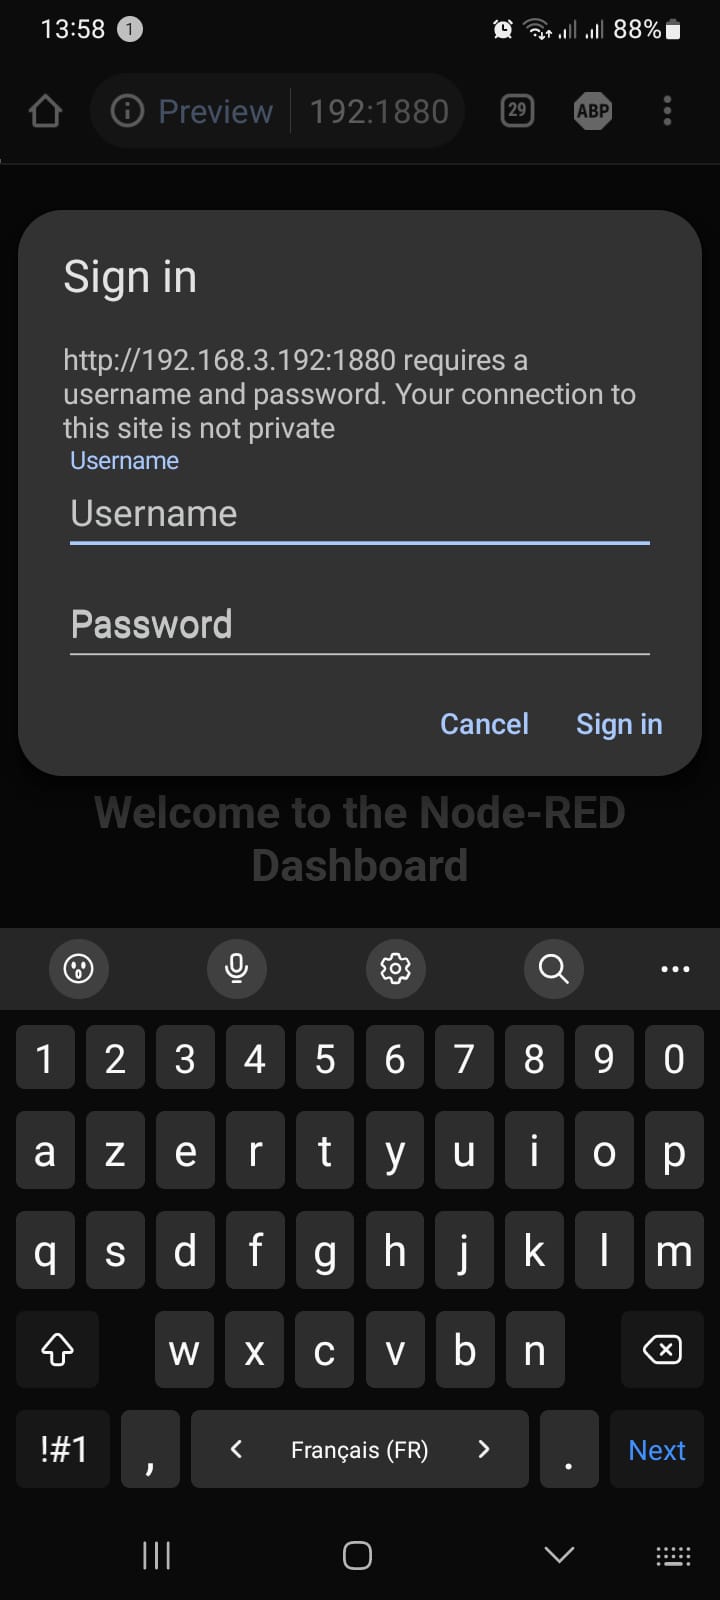 13:58 1 88%
Preview 192:1880 29 ABP
Sign in
http://192.168.3.192:1880 requires a
username and password. Your connection to
this site is not private
Username
Username
Password
Cancel Sign in
Welcome to the Node-RED
Dashboard
1 2 3 4 5 6 7 8 9 0
a z e r t y u i o p
q s d f g h j k l m
w x c v b n
!#1 , < Français (FR) > . Next